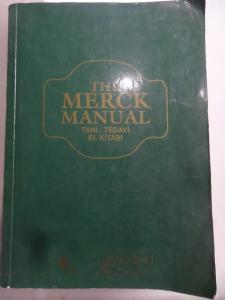 THE
MERCK
MANUAL
TANI / TEDAVİ
EL KİTABI